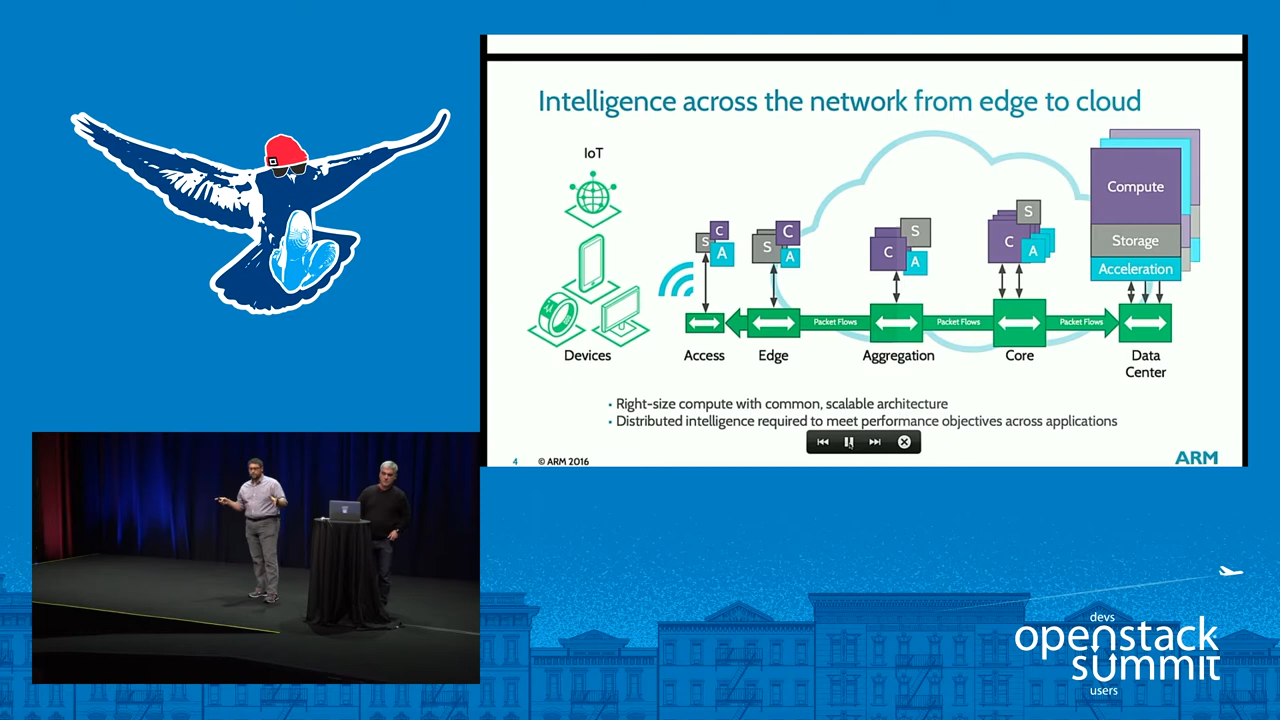 Intelligence across the network from edge to cloud
IoT
Devices
S
C
A
S
C
A
C
S
A
C
S
A
Compute
Storage
Acceleration
Packet Flows
Packet Flows
Packet Flows
Access
Edge
Aggregation
Core
Data
Center
• Right-size compute with common, scalable architecture
• Distributed intelligence required to meet performance objectives across applications
4
© ARM 2016
ARM
devs
openstack
summit
users